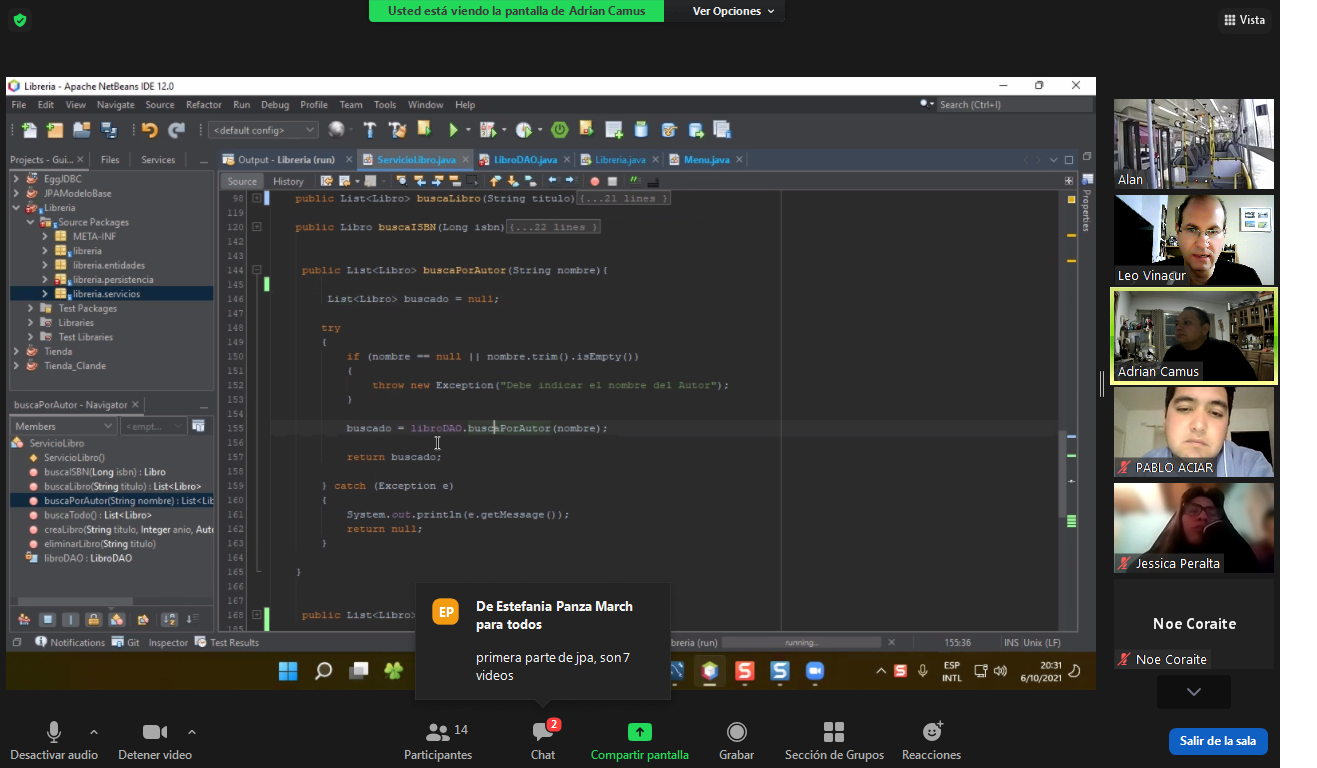 Usted está viendo la pantalla de Adrian Camus
Ver Opciones
Vista
Libreria - Apache NetBeans IDE 12.0
File Edit View Navigate Source Refactor Run Debug Profile Team Tools Window Help
Search (Ctrl+I)
<default config>
Projects - Gui... Files Services
Output - Libreria (run) ServicioLibro.java LibroDAO.java Libreria.java Menu.java
Source History
Properties
EggJDBC
JPAModeloBase
Libreria
Source Packages
META-INF
libreria
libreria.entidades
libreria.persistencia
libreria.servicios
Test Packages
Libraries
Test Libraries
Tienda
Tienda_Clande
buscaPorAutor - Navigator
Members <empt...
ServicioLibro
ServicioLibro()
buscaISBN(Long isbn) : Libro
buscaLibro(String titulo) : List<Libro>
buscaPorAutor(String nombre) : List<Lib
buscaTodo() : List<Libro>
creaLibro(String titulo, Integer anio, Auto
eliminarLibro(String titulo)
libroDAO : LibroDAO
98 public List<Libro> buscaLibro(String titulo){...21 lines }
119
120 public Libro buscaISBN(Long isbn){...22 lines }
142
143
144 public List<Libro> buscaPorAutor(String nombre){
145
146 List<Libro> buscado = null;
147
148 try
149 {
150 if (nombre == null || nombre.trim().isEmpty())
151 {
152 throw new Exception("Debe indicar el nombre del Autor");
153 }
154
155 buscado = libroDAO.buscaPorAutor(nombre);
156
157 return buscado;
158
159 } catch (Exception e)
160 {
161 System.out.println(e.getMessage());
162 return null;
163 }
164
165 }
166
167
168 public List<Libro>
185
Notifications Git Inspector Test Results
breria (run) running... 155:36 INS Unix (LF)
EP
De Estefania Panza March
para todos
primera parte de jpa, son 7
videos
ESP
INTL
20:31
6/10/2021
Alan
Leo Vinacur
Adrian Camus
PABLO ACIAR
Jessica Peralta
Noe Coraite
Noe Coraite
Desactivar audio
Detener video
14
Participantes
2
Chat
Compartir pantalla
Grabar
Sección de Grupos
Reacciones
Salir de la sala